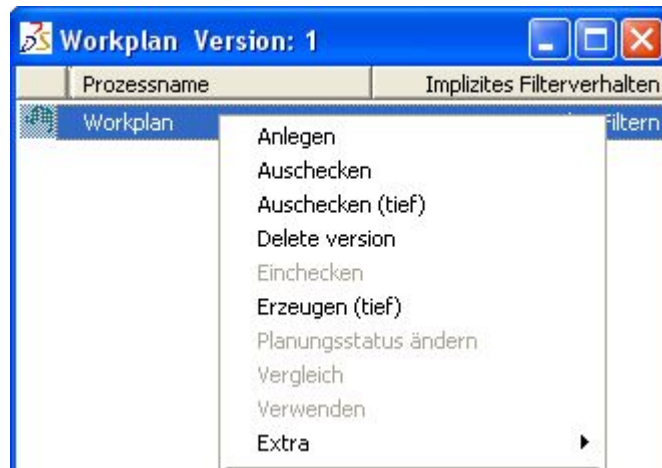 Workplan Version: 1
Prozessname Implizites Filterverhalten
Workplan Filtern
Anlegen
Auschecken
Auschecken (tief)
Delete version
Einchecken
Erzeugen (tief)
Planungsstatus ändern
Vergleich
Verwenden
Extra